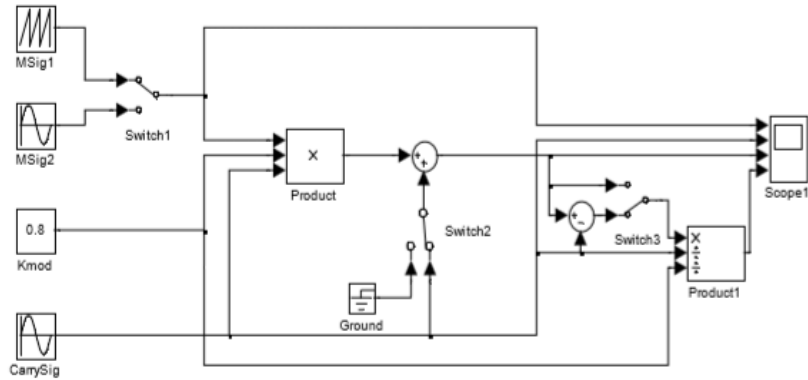 MSig1
MSig2
Switch1
×
Product
+
+
Switch2
Scope1
0.8
Kmod
+
-
Switch3
×
÷
÷
Product1
Ground
CarrySig